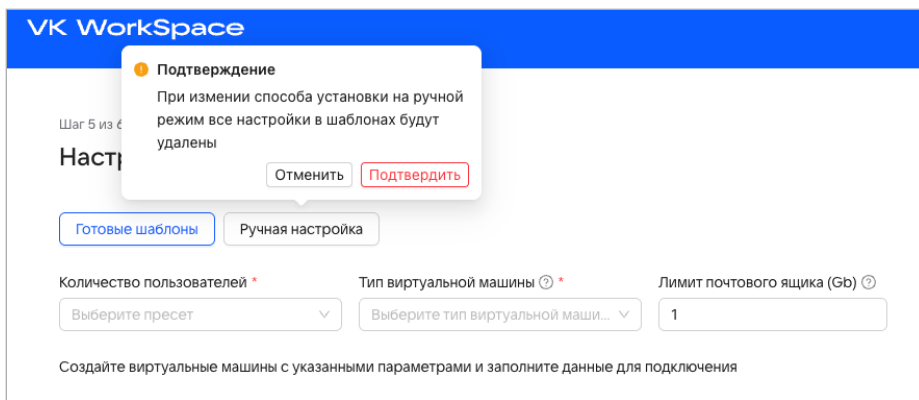 VK WorkSpace
Подтверждение
При измении способа установки на ручной
режим все настройки в шаблонах будут
удалены
Отменить Подтвердить
Шаг 5 из
Готовые шаблоны Ручная настройка
Количество пользователей * Тип виртуальной машины * Лимит почтового ящика (Gb)
Выберите пресет Выберите тип виртуальной маши... 1
Создайте виртуальные машины с указанными параметрами и заполните данные для подключения